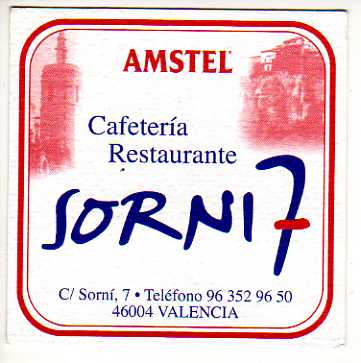 AMSTEL
Cafetería
Restaurante
SORNI 7
C/ Sorní, 7 • Teléfono 96 352 96 50
46004 VALENCIA